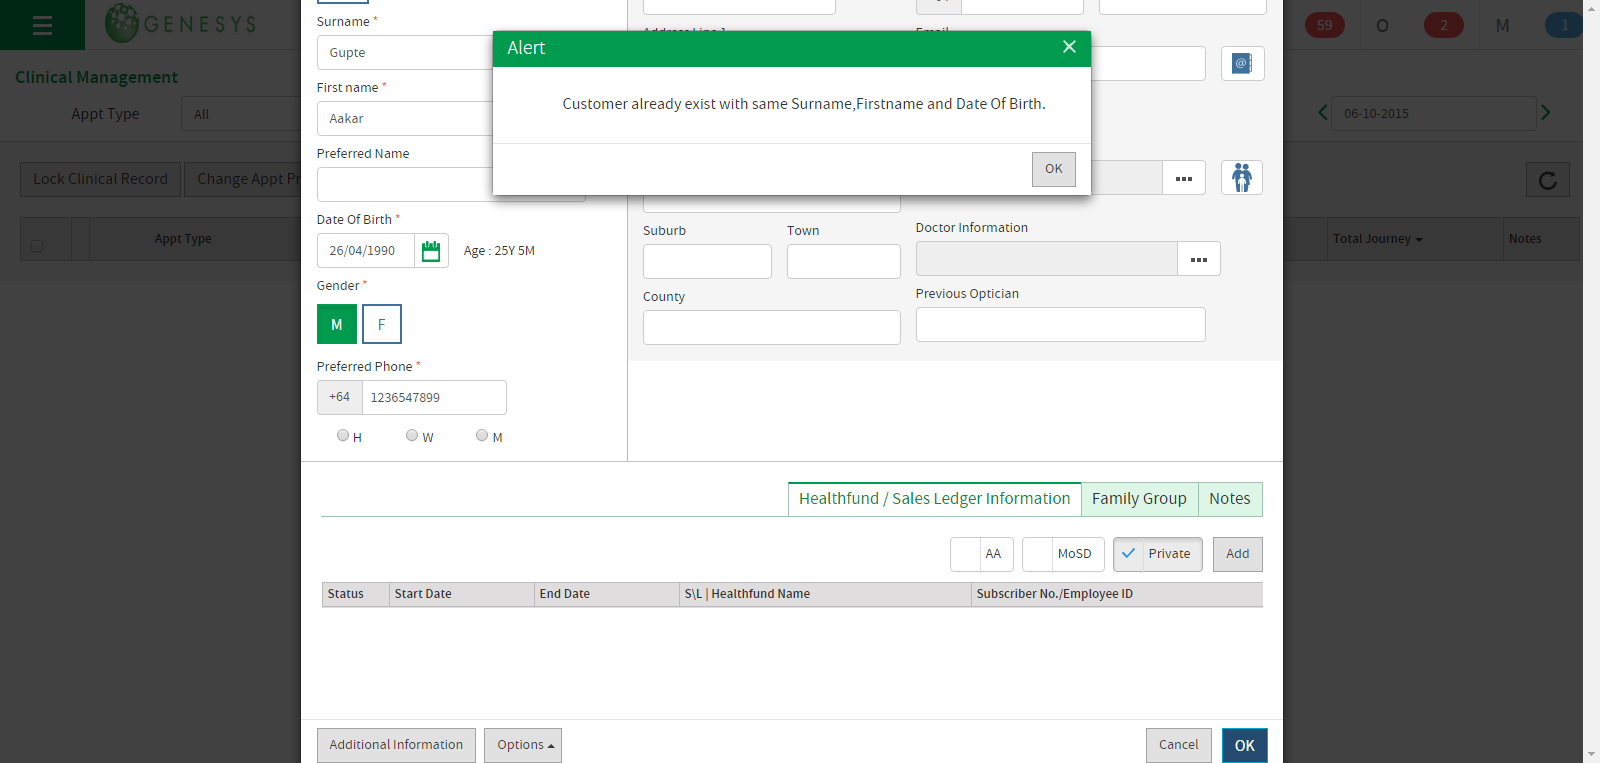 GENESYS
59
O
2
M
1
Clinical Management
Appt Type
All
06-10-2015
Lock Clinical Record
Change Appt Pr
Appt Type
Total Journey
Notes
Surname *
Gupte
First name *
Aakar
Preferred Name
Date Of Birth *
26/04/1990
Age : 25Y 5M
Gender *
M
F
Preferred Phone *
+64
1236547899
H
W
M
Alert
Customer already exist with same Surname,Firstname and Date Of Birth.
OK
@
Suburb
Town
Doctor Information
County
Previous Optician
Healthfund / Sales Ledger Information
Family Group
Notes
AA
MoSD
Private
Add
Status
Start Date
End Date
S\L | Healthfund Name
Subscriber No./Employee ID
Additional Information
Options
Cancel
OK